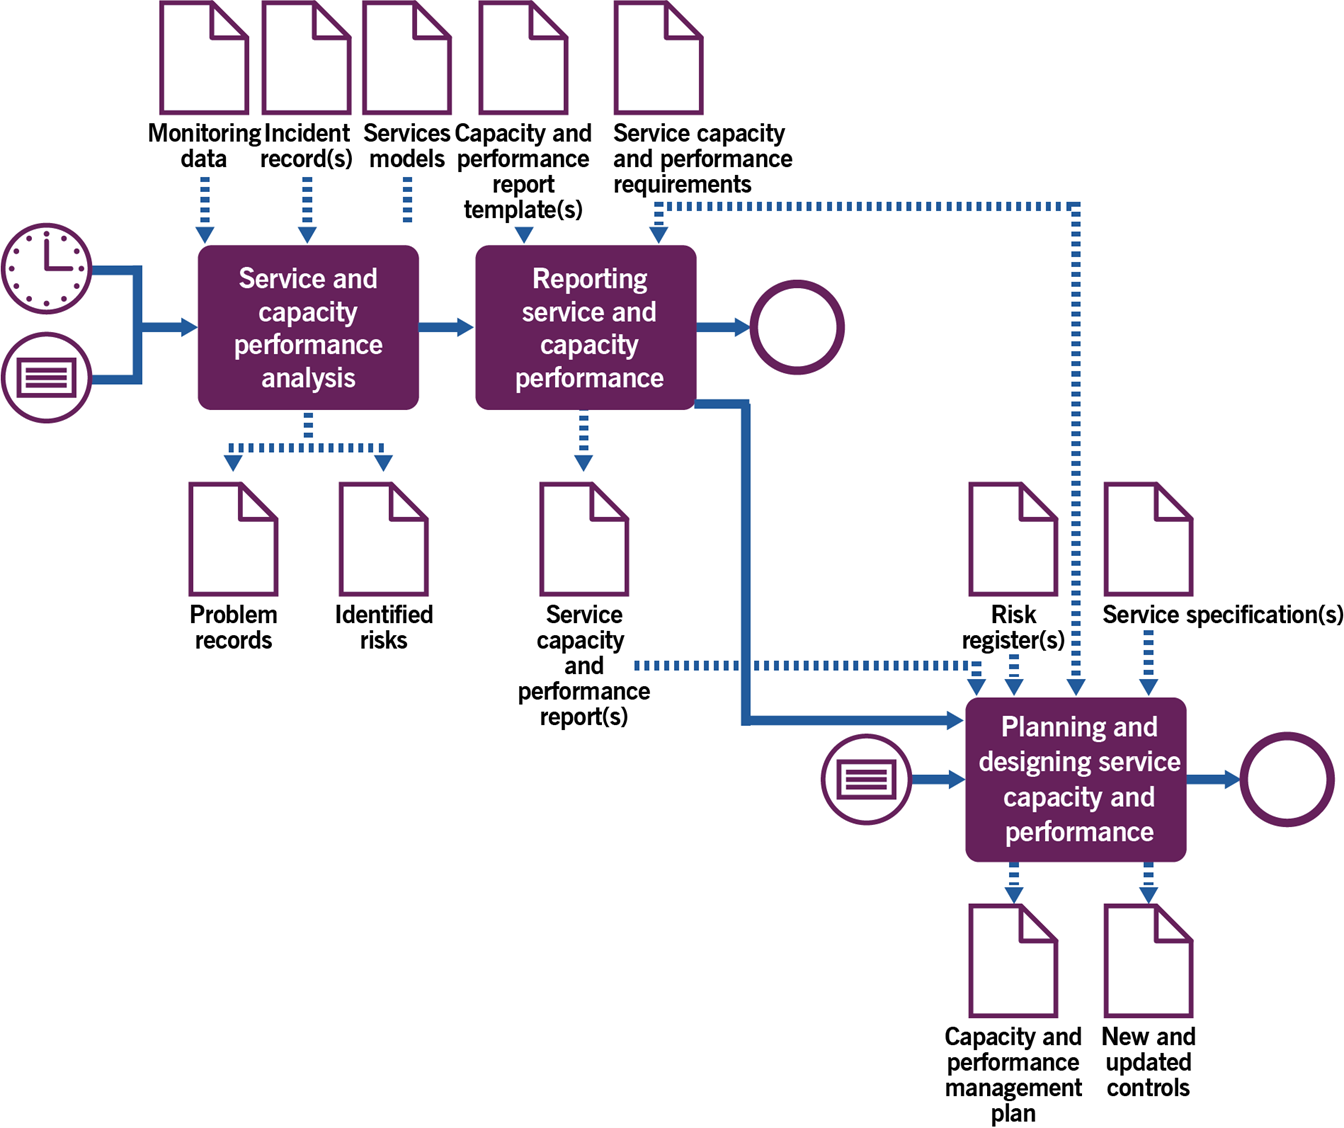 Monitoring
data
Incident
record(s)
Services
models
Capacity and
performance
report
template(s)
Service capacity
and performance
requirements
Service and
capacity
performance
analysis
Reporting
service and
capacity
performance
Problem
records
Identified
risks
Service
capacity
and
performance
report(s)
Risk
register(s)
Service specification(s)
Planning and
designing service
capacity and
performance
Capacity and
performance
management
plan
New and
updated
controls